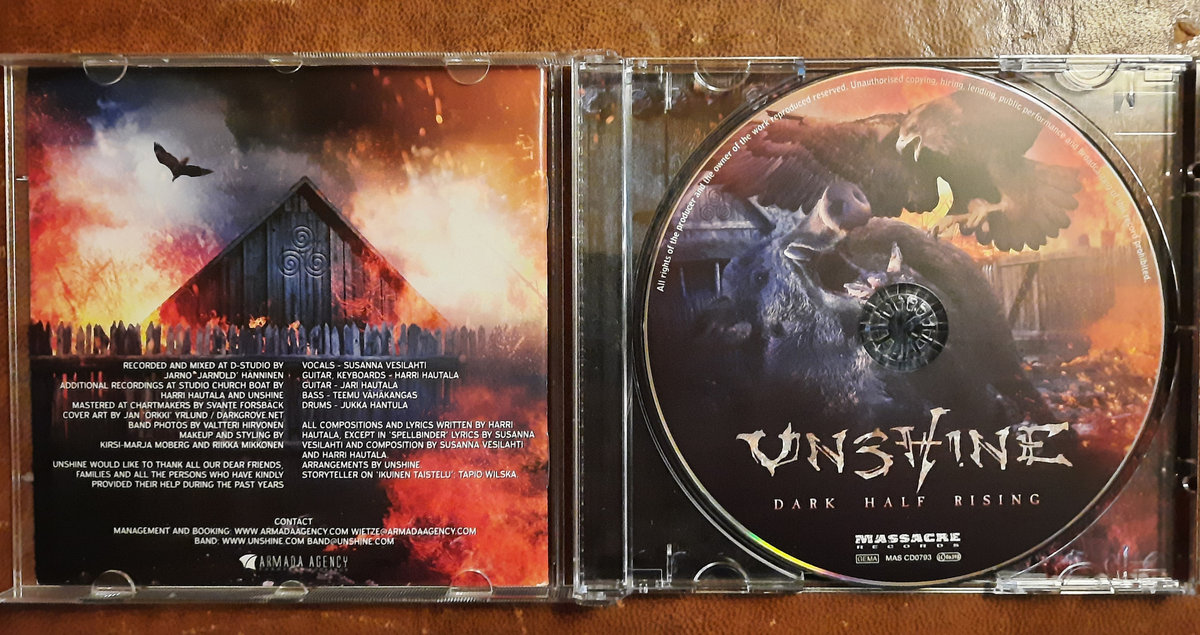 RECORDED AND MIXED AT D-STUDIO BY
JARNO 'JARNOLD' HANNINEN
ADDITIONAL RECORDINGS AT STUDIO CHURCH BOAT BY
HARRI HAUTALA AND UNSHINE
MASTERED AT CHARTMAKERS BY SVANTE FORSBÄCK
COVER ART BY JAN 'ÖRKKI' YRLUND / DARKGROVE.NET
BAND PHOTOS BY VALTTERI HIRVONEN
MAKEUP AND STYLING BY
KIRSI-MARJA MOBERG AND RIIKKA MIKKONEN
UNSHINE WOULD LIKE TO THANK ALL OUR DEAR FRIENDS,
FAMILIES AND ALL THE PERSONS WHO HAVE KINDLY
PROVIDED THEIR HELP DURING THE PAST YEARS
VOCALS - SUSANNA VESILAHTI
GUITAR, KEYBOARDS - HARRI HAUTALA
GUITAR - JARI HAUTALA
BASS - TEEMU VÄHÄKANGAS
DRUMS - JUKKA HANTULA
ALL COMPOSITIONS AND LYRICS WRITTEN BY HARRI
HAUTALA, EXCEPT IN 'SPELLBINDER' LYRICS BY SUSANNA
VESILAHTI AND COMPOSITION BY SUSANNA VESILAHTI
AND HARRI HAUTALA.
ARRANGEMENTS BY UNSHINE
STORYTELLER ON 'IKUINEN TAISTELU': TAPIO WILSKA
CONTACT
MANAGEMENT AND BOOKING: WWW.ARMADAAGENCY.COM WIETZE@ARMADAAGENCY.COM
BAND: WWW.UNSHINE.COM BAND@UNSHINE.COM
ARMADA AGENCY
All rights of the producer and the owner of the work reproduced reserved. Unauthorised copying, hiring, lending, public performance and broadcasting of this record prohibited.
UNSHINE
DARK HALF RISING
MASSACRE
RECORDS
GEMA MAS CD0793